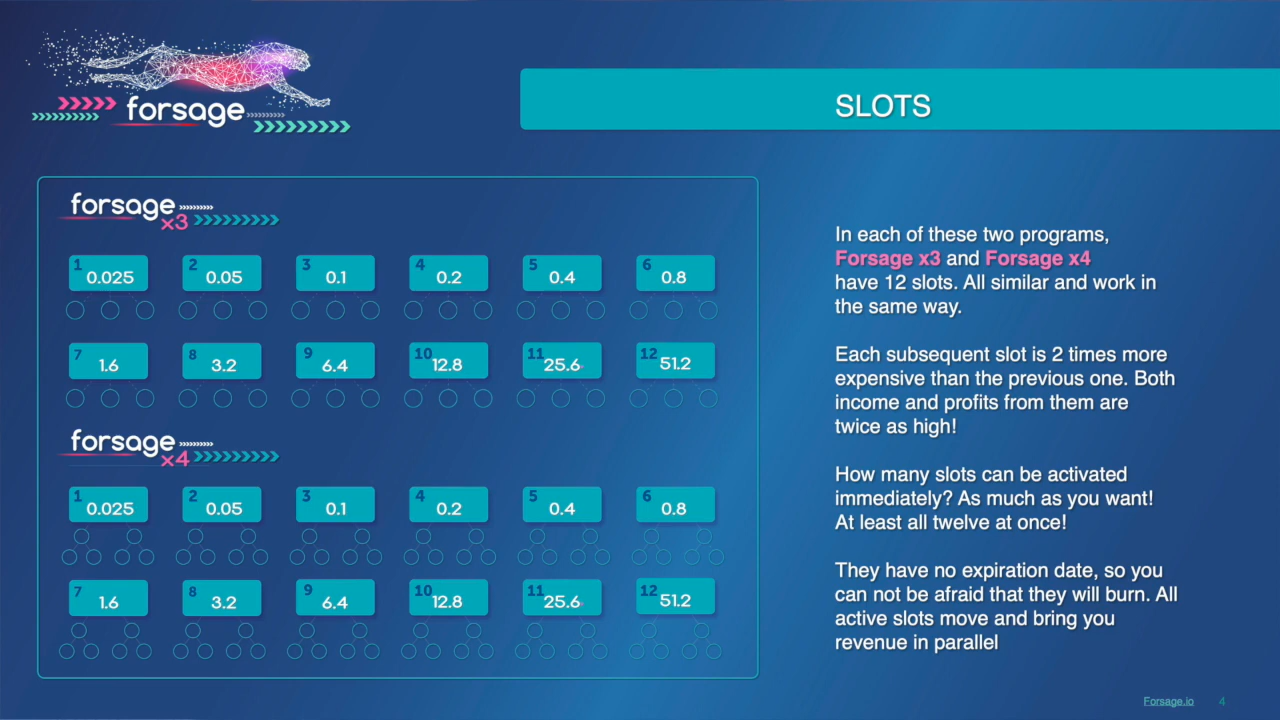 forsage
SLOTS
forsage
x3
1 0.025
2 0.05
3 0.1
4 0.2
5 0.4
6 0.8
7 1.6
8 3.2
9 6.4
10 12.8
11 25.6
12 51.2
forsage
x4
1 0.025
2 0.05
3 0.1
4 0.2
5 0.4
6 0.8
7 1.6
8 3.2
9 6.4
10 12.8
11 25.6
12 51.2
In each of these two programs,
Forsage x3 and Forsage x4
have 12 slots. All similar and work in
the same way.
Each subsequent slot is 2 times more
expensive than the previous one. Both
income and profits from them are
twice as high!
How many slots can be activated
immediately? As much as you want!
At least all twelve at once!
They have no expiration date, so you
can not be afraid that they will burn. All
active slots move and bring you
revenue in parallel
Forsage.io 4